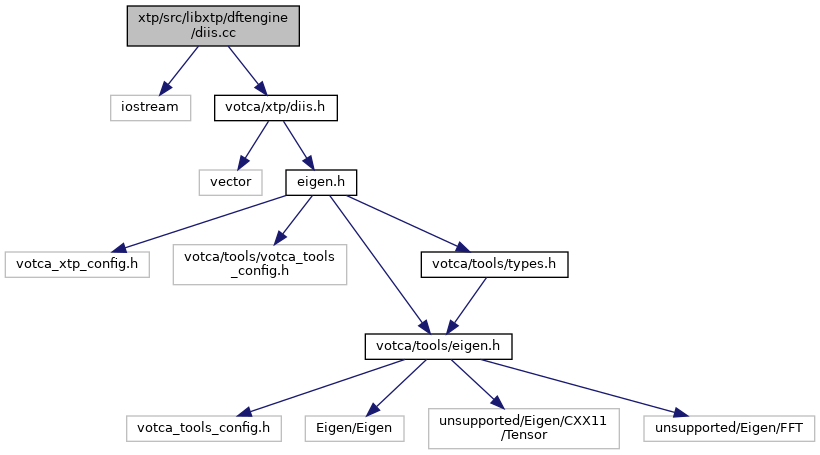 xtp/src/libxtp/dftengine
/diis.cc
iostream
votca/xtp/diis.h
vector
eigen.h
votca_xtp_config.h
votca/tools/votca_tools
_config.h
votca/tools/types.h
votca/tools/eigen.h
votca_tools_config.h
Eigen/Eigen
unsupported/Eigen/CXX11
/Tensor
unsupported/Eigen/FFT